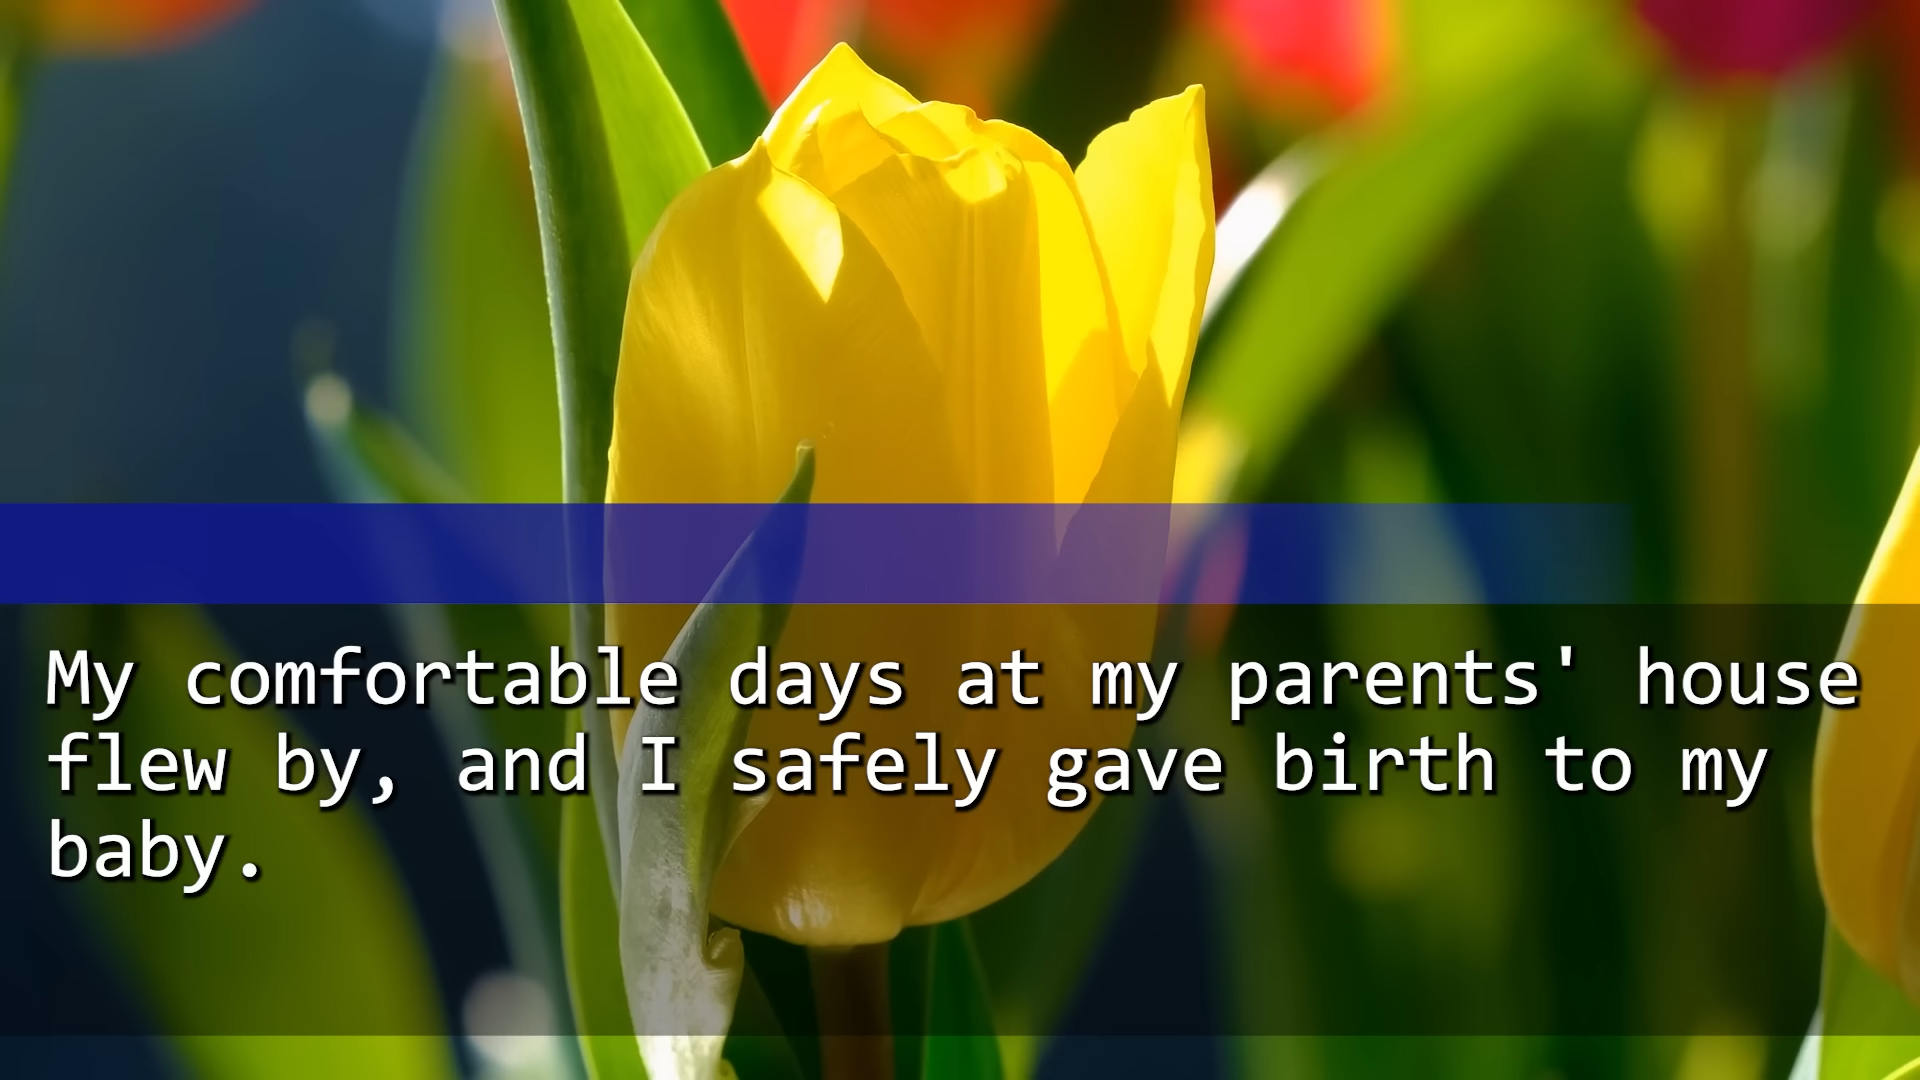 My comfortable days at my parents' house
flew by, and I safely gave birth to my
baby.